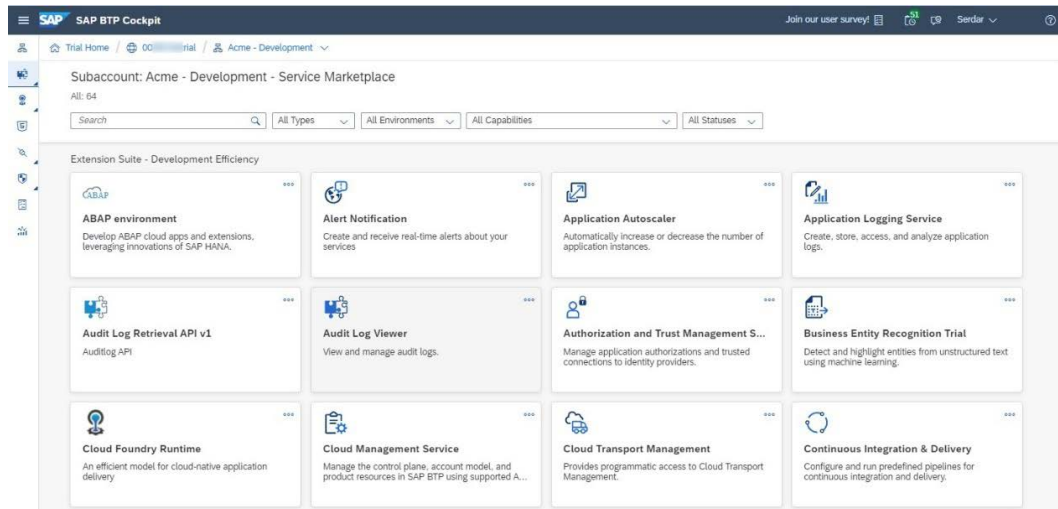 SAP SAP BTP Cockpit
Join our user survey!
51
Serdar
Trial Home / 00 rial / Acme - Development
Subaccount: Acme - Development - Service Marketplace
All: 64
Search
All Types
All Environments
All Capabilities
All Statuses
Extension Suite - Development Efficiency
ABAP
ABAP environment
Develop ABAP cloud apps and extensions,
leveraging innovations of SAP HANA.
Alert Notification
Create and receive real-time alerts about your
services
Application Autoscaler
Automatically increase or decrease the number of
application instances.
Application Logging Service
Create, store, access, and analyze application
logs.
Audit Log Retrieval API v1
Auditlog API
Audit Log Viewer
View and manage audit logs.
Authorization and Trust Management S...
Manage application authorizations and trusted
connections to identity providers.
Business Entity Recognition Trial
Detect and highlight entities from unstructured text
using machine learning.
Cloud Foundry Runtime
An efficient model for cloud-native application
delivery
Cloud Management Service
Manage the control plane, account model, and
product resources in SAP BTP using supported A...
Cloud Transport Management
Provides programmatic access to Cloud Transport
Management.
Continuous Integration & Delivery
Configure and run predefined pipelines for
continuous integration and delivery.